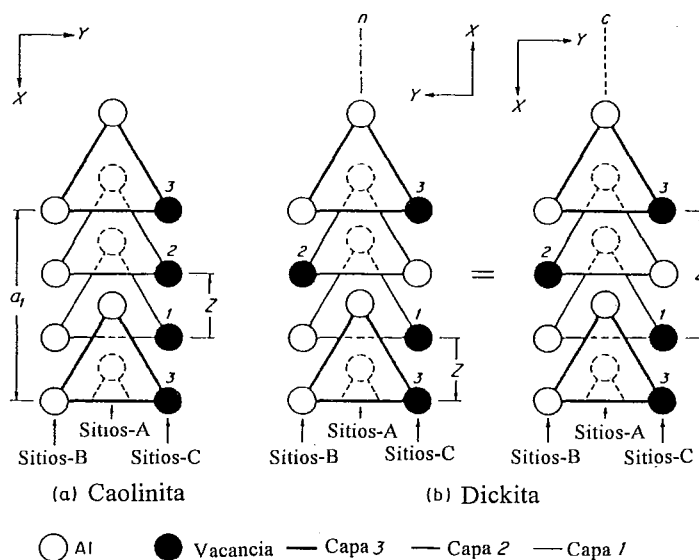 n
c
Y
X
X
Y
Y
X
3
3
3
2
2
2
a₁
Z
=
1
1
1
Z
3
3
3
Sitios-A
Sitios-A
Sitios-A
Sitios-B
Sitios-C
Sitios-B
Sitios-C
Sitios-B
Sitios-C
(a) Caolinita
(b) Dickita
Al
Vacancia
Capa 3
Capa 2
Capa 1